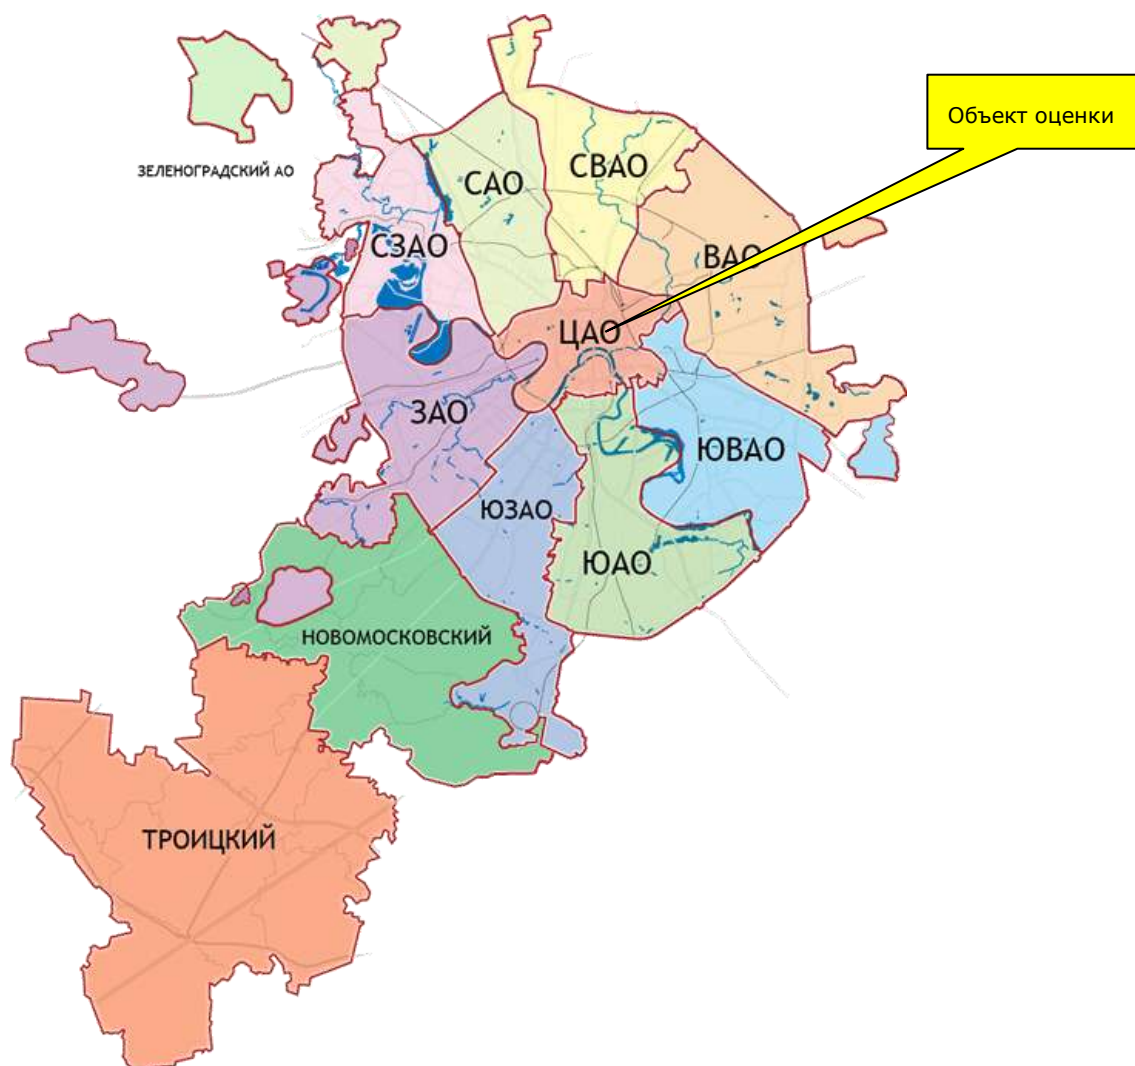 Объект оценки
ЗЕЛЕНОГРАДСКИЙ АО
САО
СВАО
СЗАО
ВАО
ЦАО
ЗАО
ЮВАО
ЮЗАО
ЮАО
НОВОМОСКОВСКИЙ
ТРОИЦКИЙ